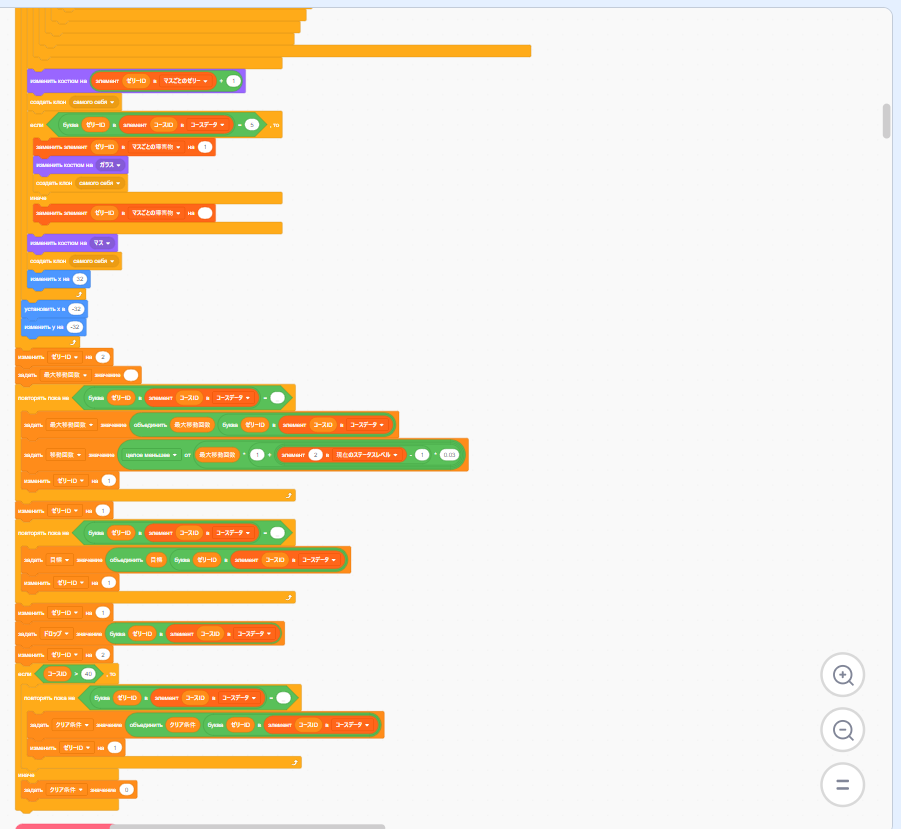 изменить костюм на элемент ゼリーID в マスごとのゼリー + 1
создать клон самого себя
если буква ゼリーID в элемент コースID в コースデータ = 5 , то
заменить элемент ゼリーID в マスごとの障害物 на 1
изменить костюм на ガラス
создать клон самого себя
иначе
заменить элемент ゼリーID в マスごとの障害物 на
изменить костюм на マス
создать клон самого себя
изменить x на 32
установить x в -32
изменить y на -32
изменить ゼリーID на 2
задать 最大移動回数 значение
повторять пока не буква ゼリーID в элемент コースID в コースデータ =
задать 最大移動回数 значение объединить 最大移動回数 буква ゼリーID в элемент コースID в コースデータ
задать 移動回数 значение целое меньшее от 最大移動回数 * 1 + элемент 2 в 現在のステータスレベル - 1 * 0.03
изменить ゼリーID на 1
изменить ゼリーID на 1
повторять пока не буква ゼリーID в элемент コースID в コースデータ =
задать 目標 значение объединить 目標 буква ゼリーID в элемент コースID в コースデータ
изменить ゼリーID на 1
изменить ゼリーID на 1
задать ドロップ значение буква ゼリーID в элемент コースID в コースデータ
изменить ゼリーID на 2
если コースID > 40 , то
повторять пока не буква ゼリーID в элемент コースID в コースデータ =
задать クリア条件 значение объединить クリア条件 буква ゼリーID в элемент コースID в コースデータ
изменить ゼリーID на 1
иначе
задать クリア条件 значение 0